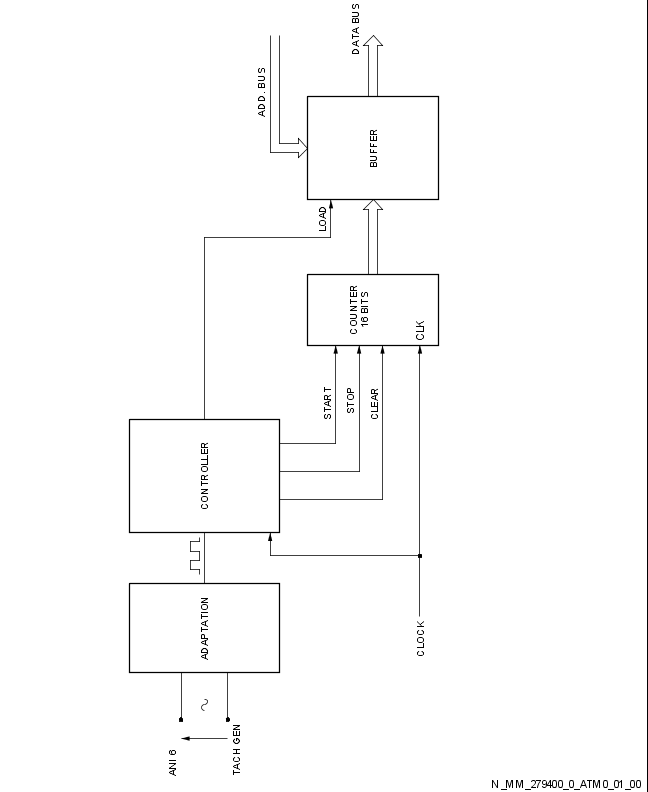 DATA BUS
ADD. BUS
BUFFER
LOAD
COUNTER
16 BITS
CLK
START
STOP
CLEAR
CONTROLLER
ADAPTATION
CLOCK
ANI 6
TACH GEN
N_MM_279400_0_ATM0_01_00